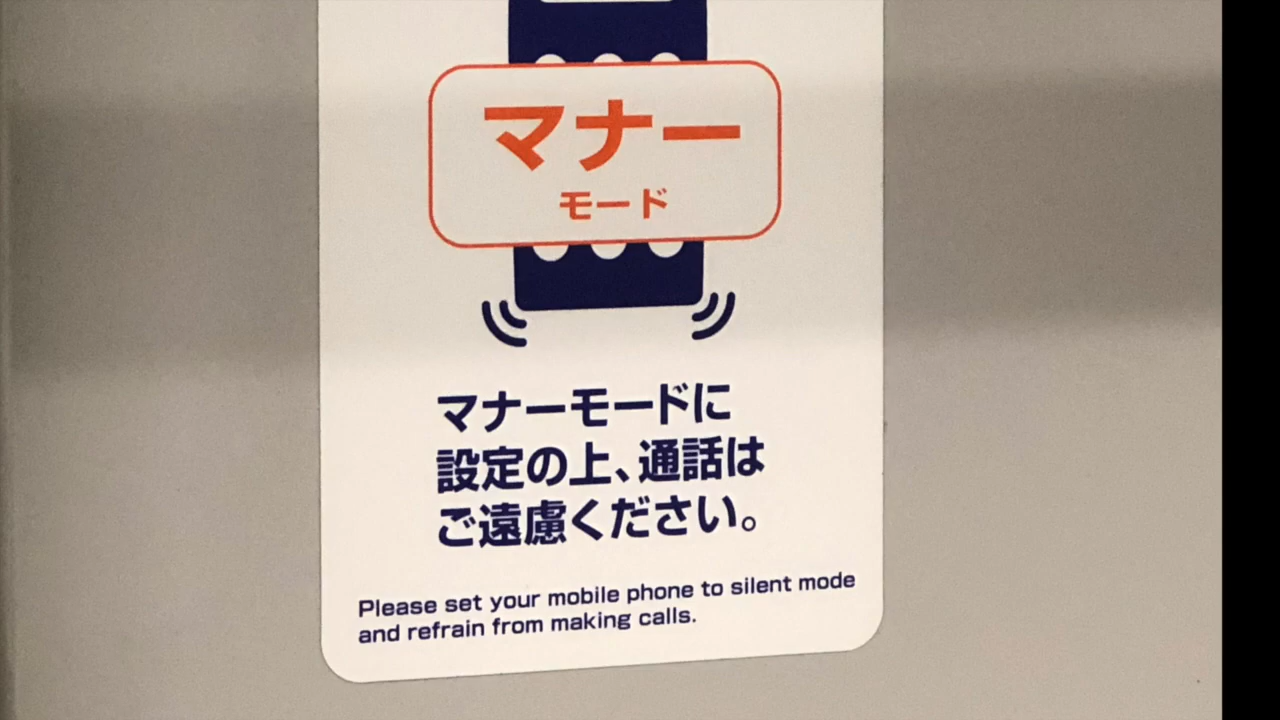 マナー
モード
マナーモードに
設定の上、通話は
ご遠慮ください。
Please set your mobile phone to silent mode
and refrain from making calls.